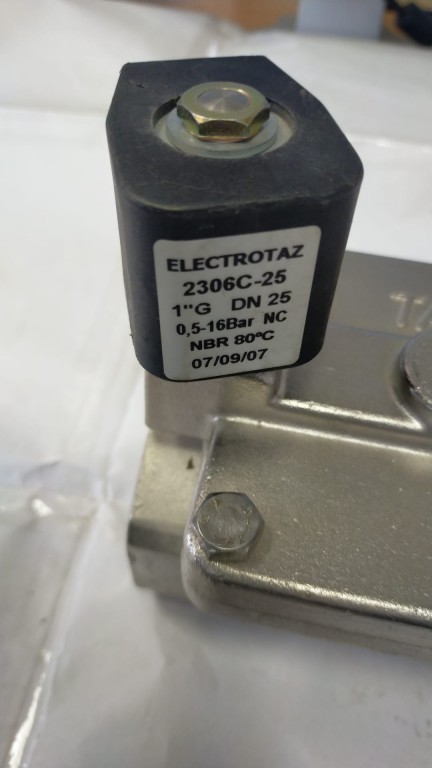 ELECTROTAZ
2306C-25
1"G DN 25
0,5-16Bar NC
NBR 80ºC
07/09/07